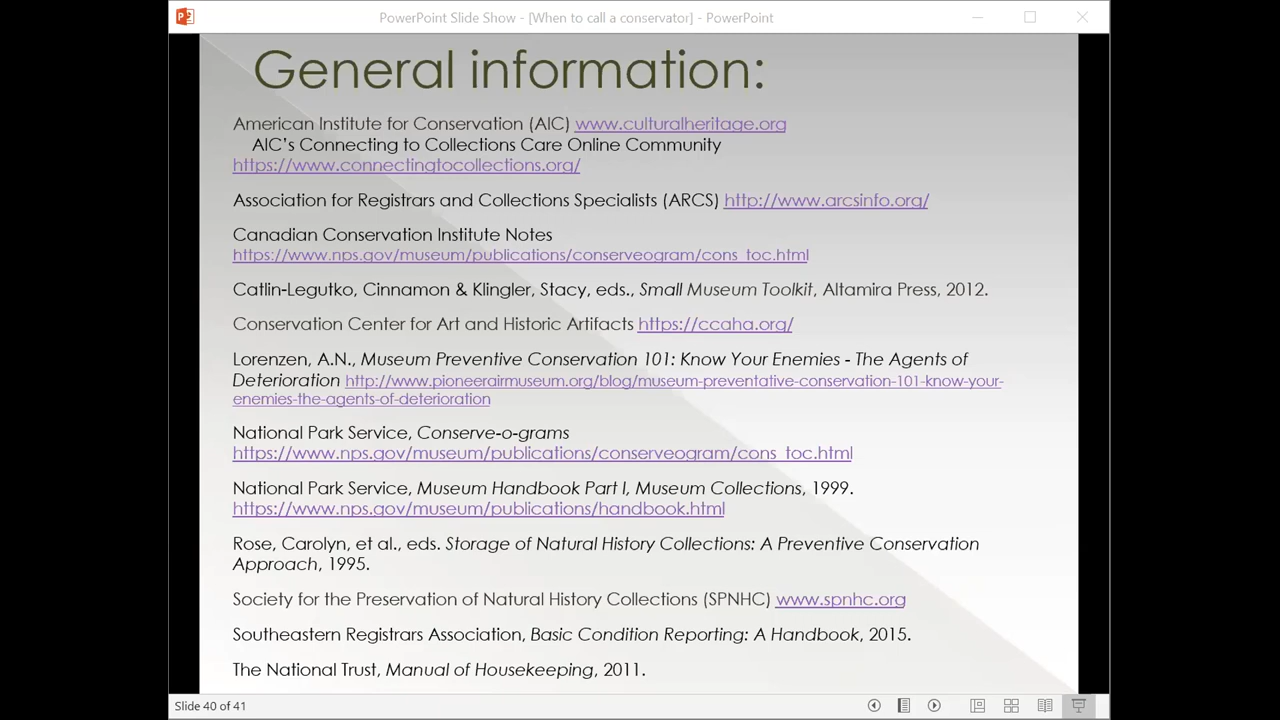 PowerPoint Slide Show - [When to call a conservator] - PowerPoint
General information:
American Institute for Conservation (AIC) www.culturalheritage.org
AIC's Connecting to Collections Care Online Community
https://www.connectingtocollections.org/
Association for Registrars and Collections Specialists (ARCS) http://www.arcsinfo.org/
Canadian Conservation Institute Notes
https://www.nps.gov/museum/publications/conserveogram/cons_toc.html
Catlin-Legutko, Cinnamon & Klingler, Stacy, eds., Small Museum Toolkit, Altamira Press, 2012.
Conservation Center for Art and Historic Artifacts https://ccaha.org/
Lorenzen, A.N., Museum Preventive Conservation 101: Know Your Enemies - The Agents of
Deterioration http://www.pioneerairmuseum.org/blog/museum-preventative-conservation-101-know-your-
enemies-the-agents-of-deterioration
National Park Service, Conserve-o-grams
https://www.nps.gov/museum/publications/conserveogram/cons_toc.html
National Park Service, Museum Handbook Part I, Museum Collections, 1999.
https://www.nps.gov/museum/publications/handbook.html
Rose, Carolyn, et al., eds. Storage of Natural History Collections: A Preventive Conservation
Approach, 1995.
Society for the Preservation of Natural History Collections (SPNHC) www.spnhc.org
Southeastern Registrars Association, Basic Condition Reporting: A Handbook, 2015.
The National Trust, Manual of Housekeeping, 2011.
Slide 40 of 41